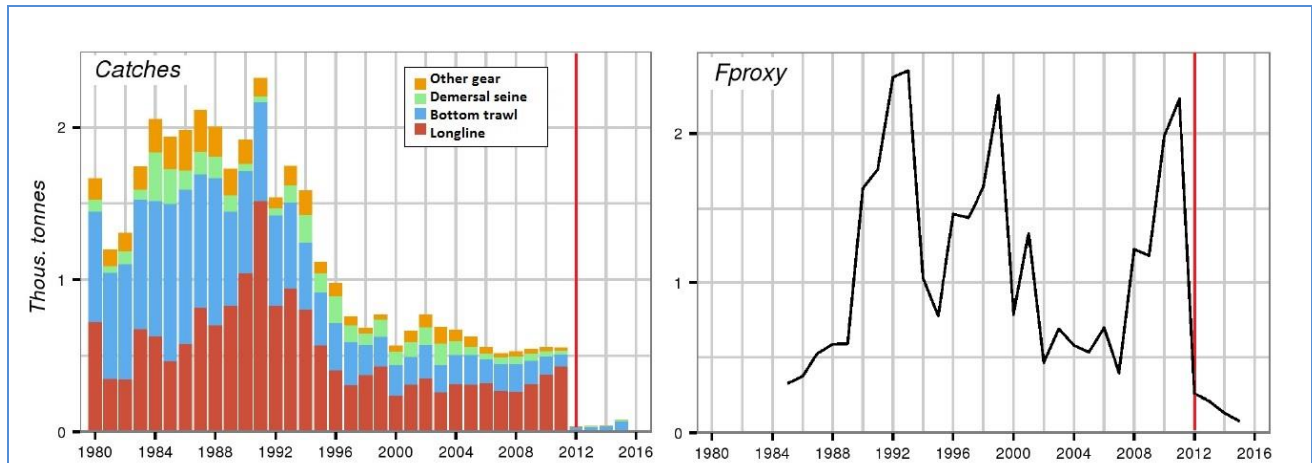 Catches
Other gear
Demersal seine
Bottom trawl
Longline
Thous. tonnes
2
1
0
1980 1984 1988 1992 1996 2000 2004 2008 2012 2016
Fproxy
2
1
0
1980 1984 1988 1992 1996 2000 2004 2008 2012 2016